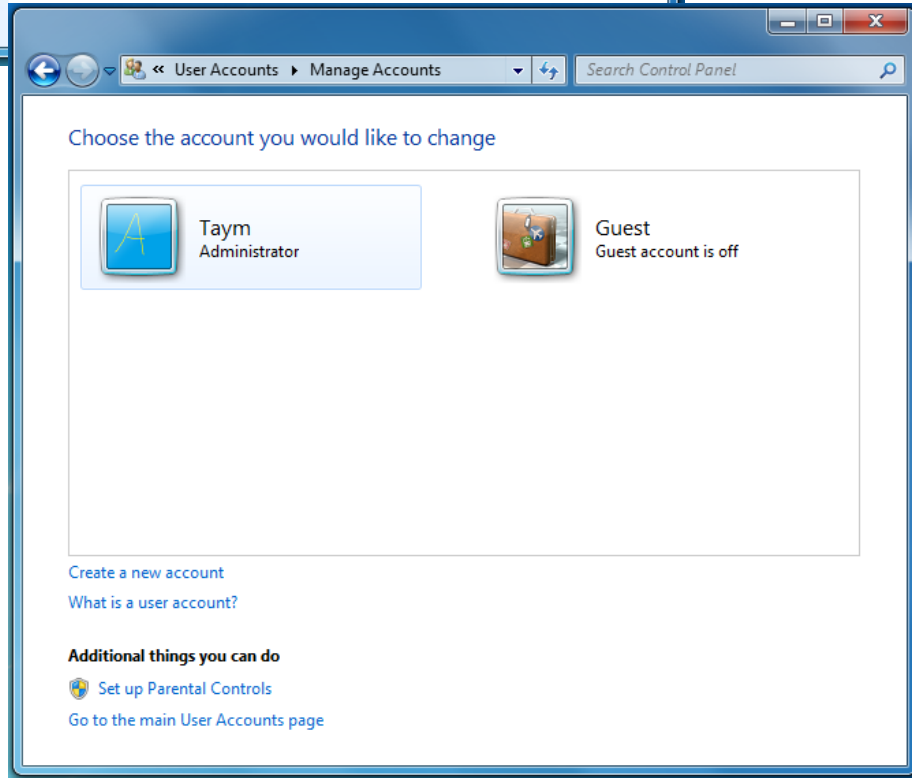 « User Accounts ▸ Manage Accounts
Search Control Panel
Choose the account you would like to change
A
Taym
Administrator
Guest
Guest account is off
Create a new account
What is a user account?
Additional things you can do
Set up Parental Controls
Go to the main User Accounts page